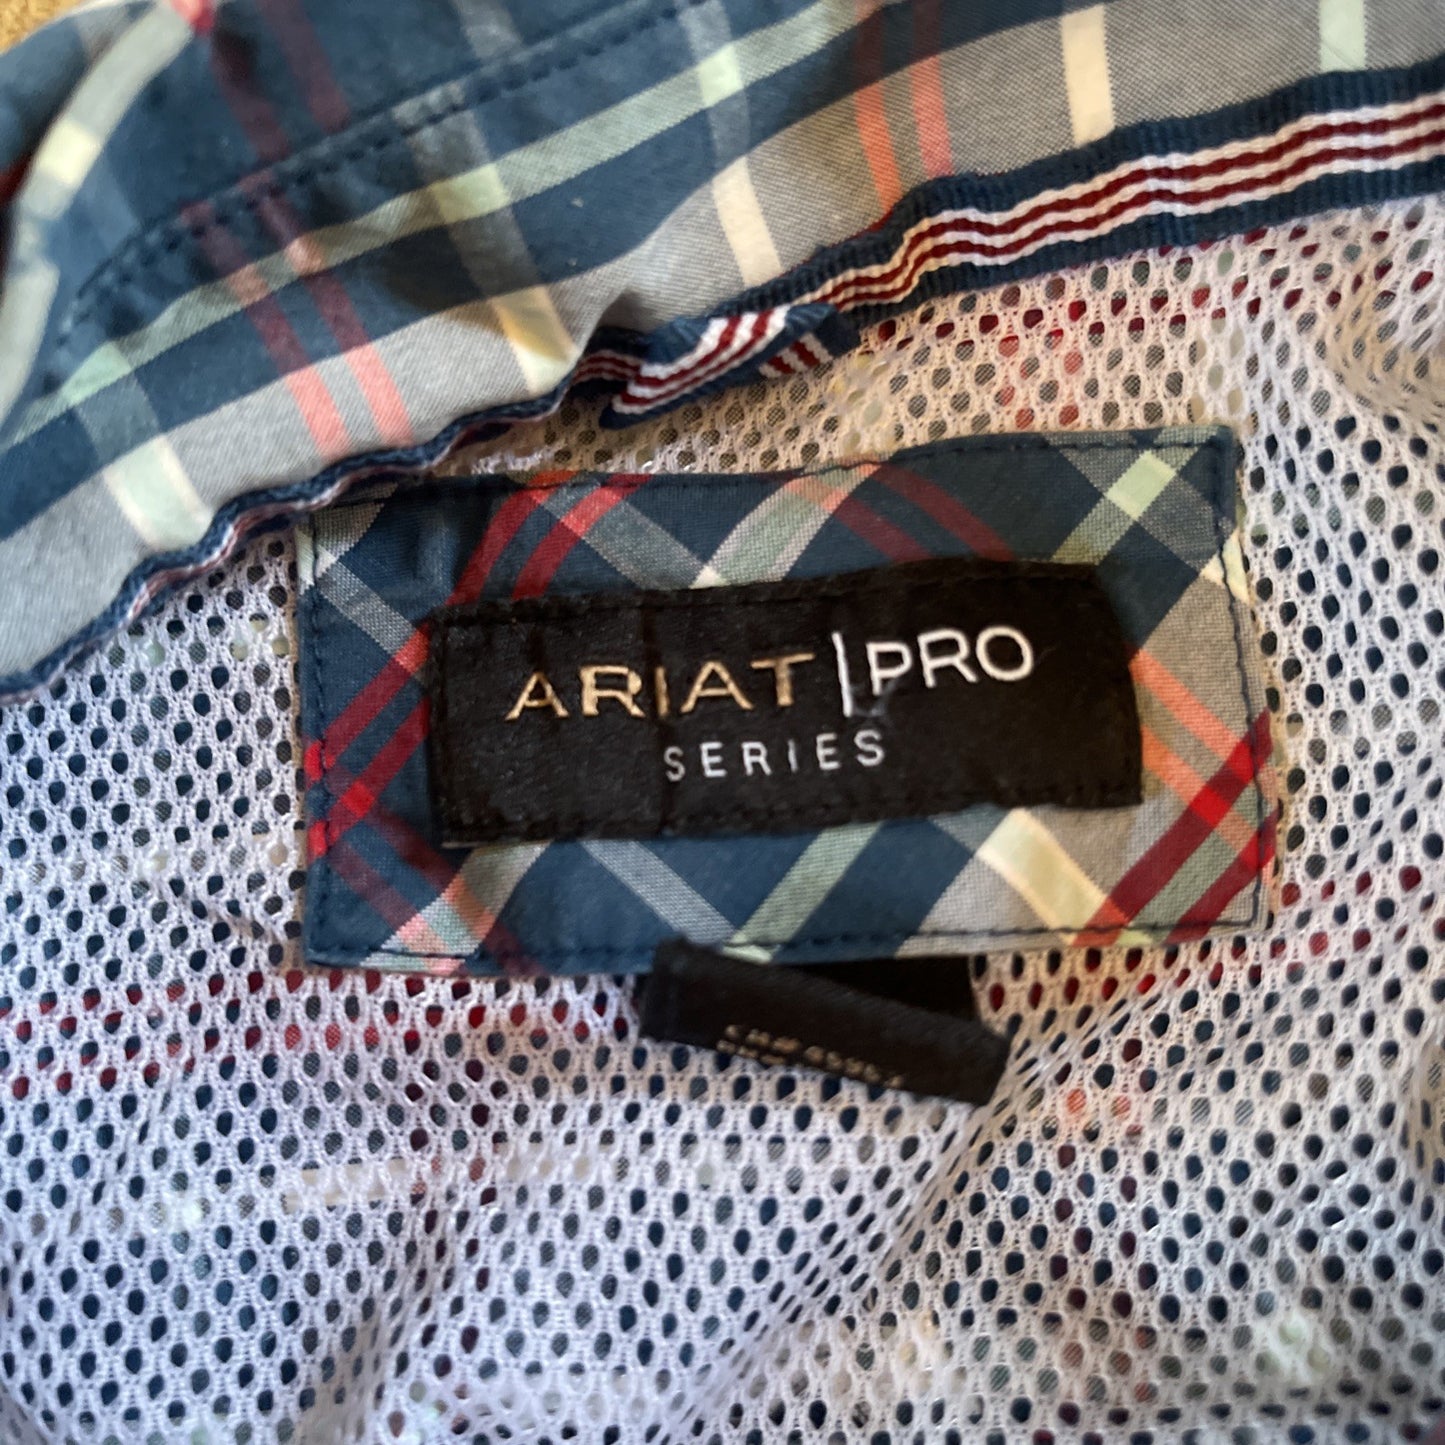 ARIAT | PRO
SERIES